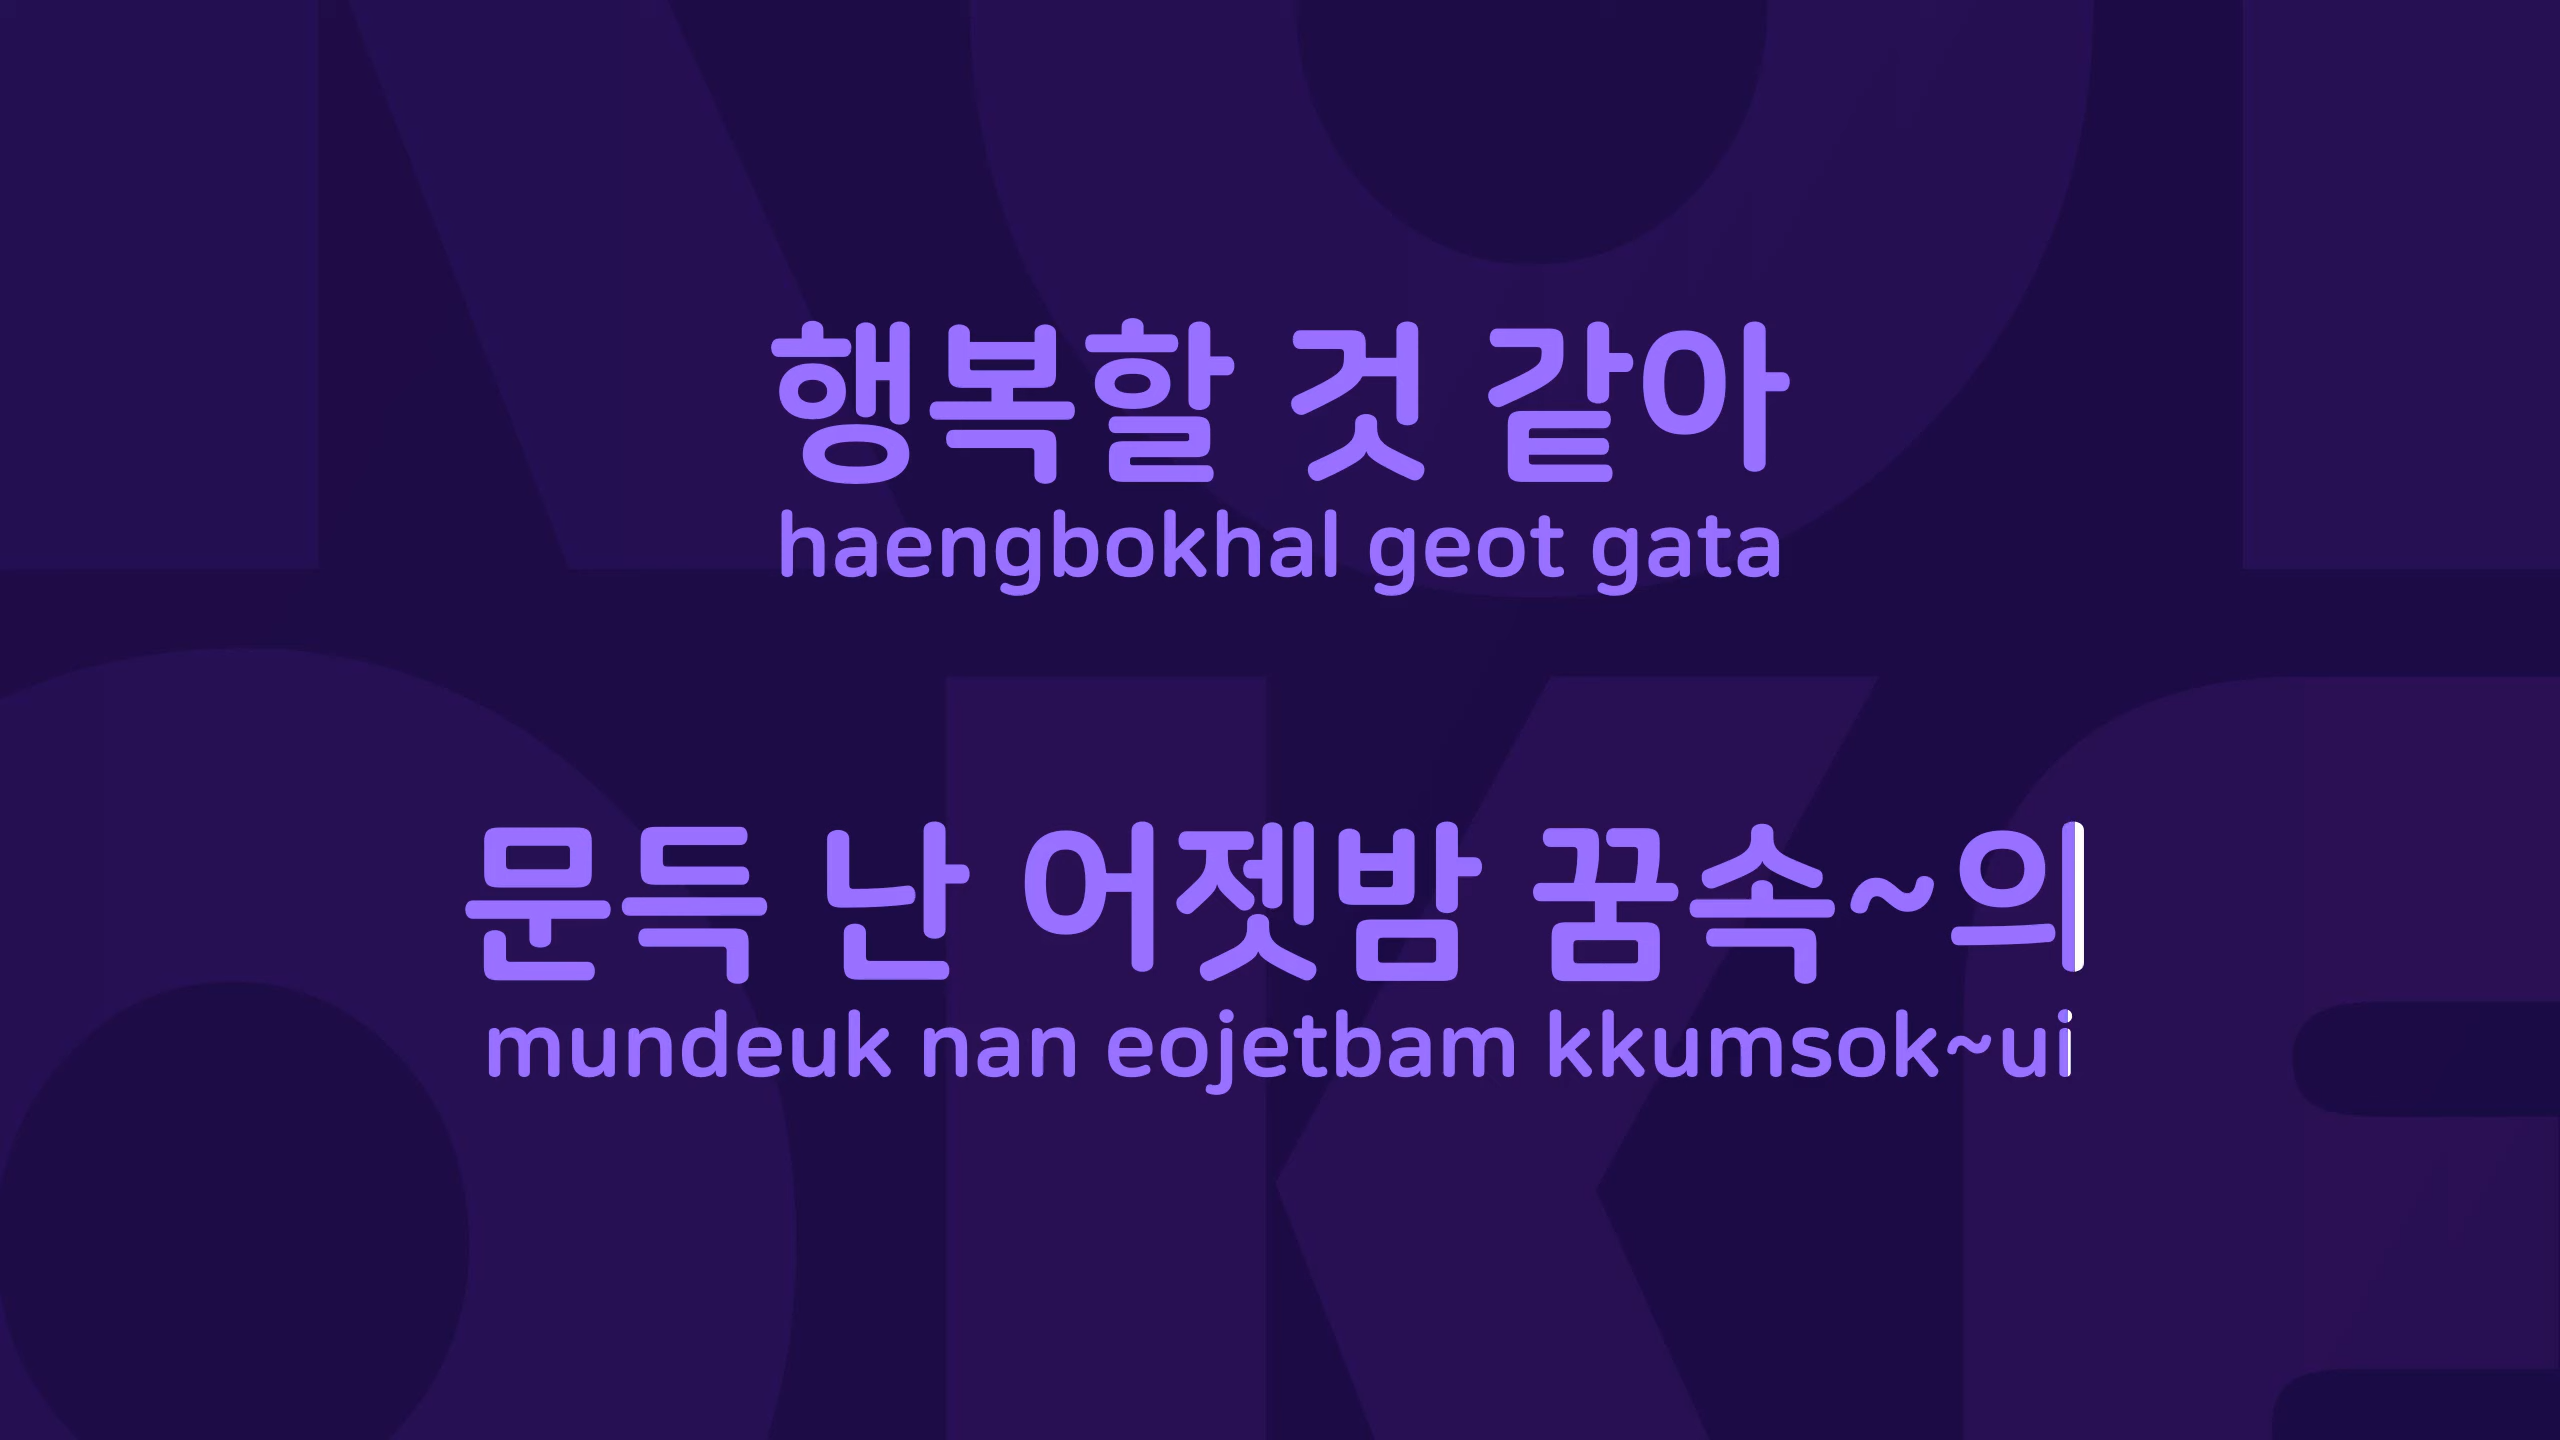 행복할 것 같아
haengbokhal geot gata
문득 난 어젯밤 꿈속~의
mundeuk nan eojetbam kkumsok~ui